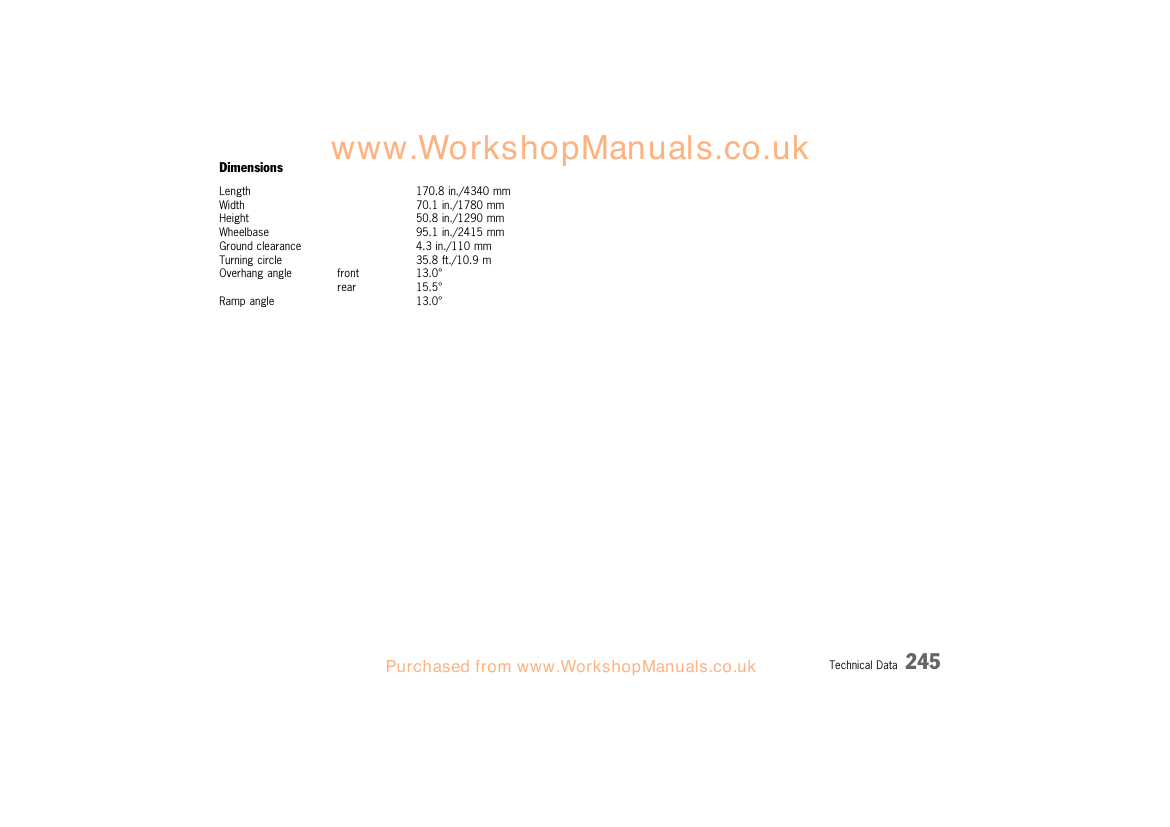 www.WorkshopManuals.co.uk
Dimensions
Length 170.8 in./4340 mm
Width 70.1 in./1780 mm
Height 50.8 in./1290 mm
Wheelbase 95.1 in./2415 mm
Ground clearance 4.3 in./110 mm
Turning circle 35.8 ft./10.9 m
Overhang angle front 13.0°
rear 15.5°
Ramp angle 13.0°
Purchased from www.WorkshopManuals.co.uk
Technical Data 245